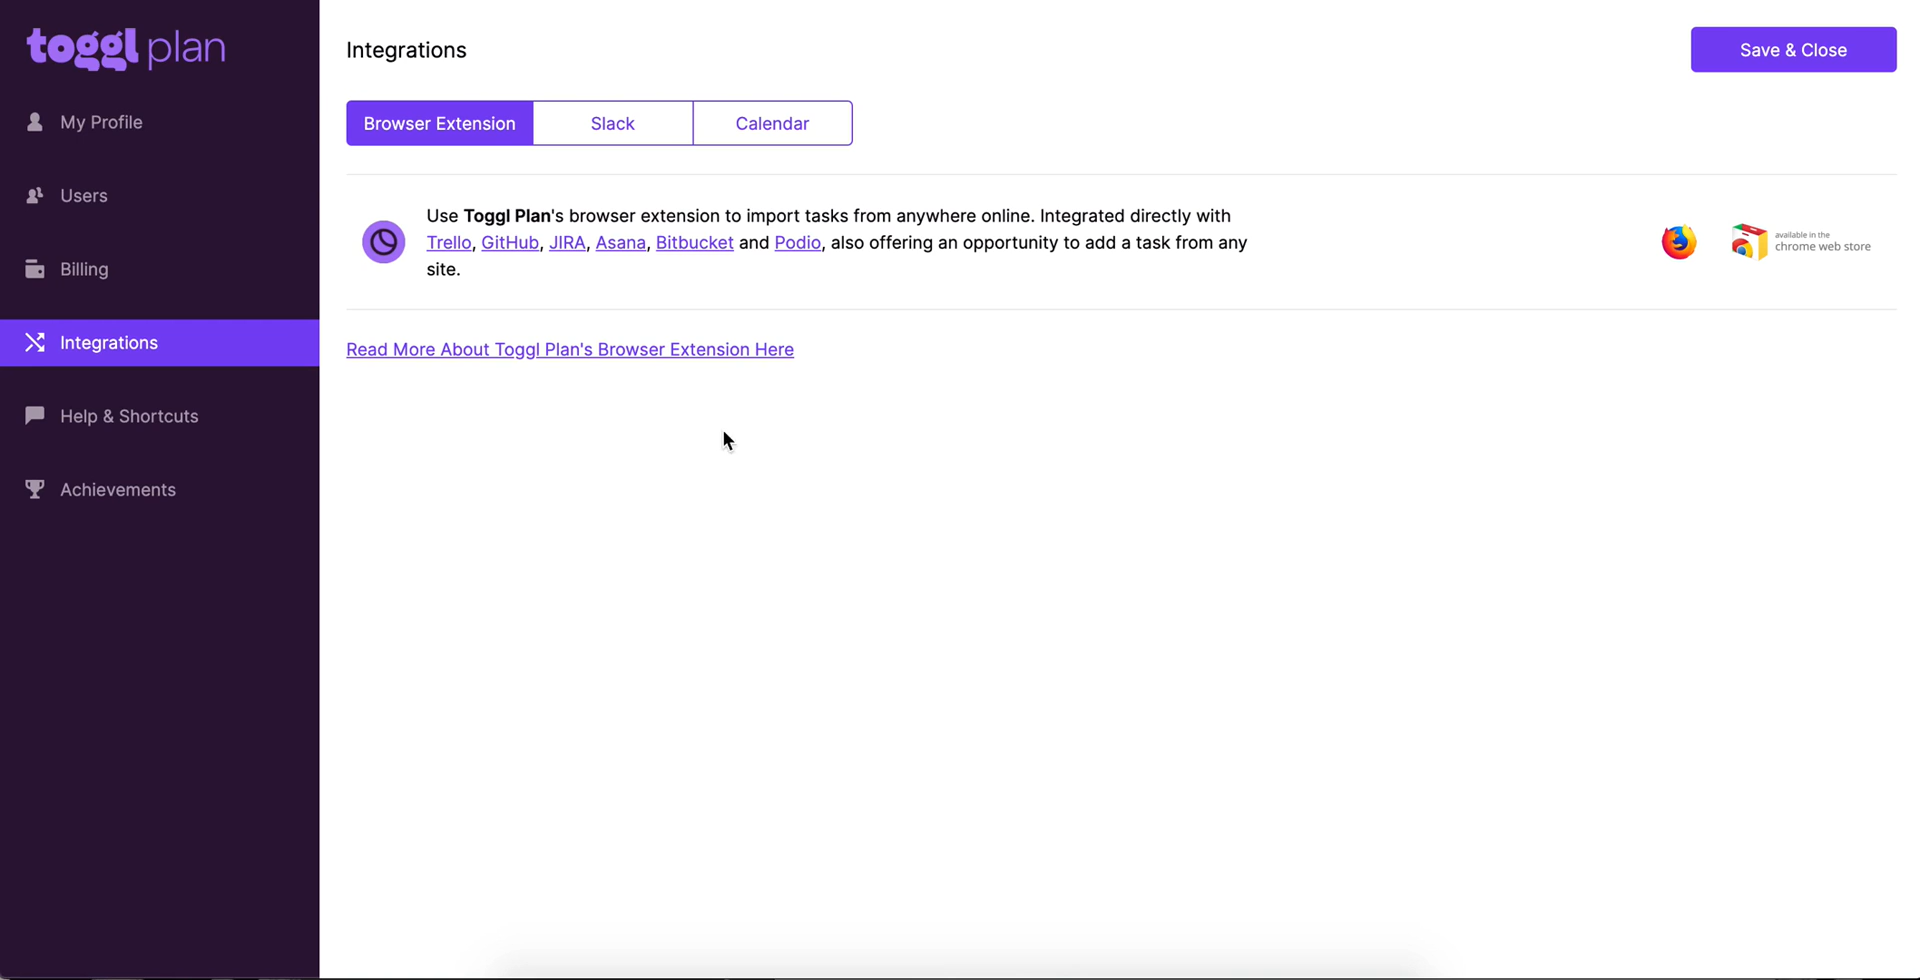 toggl plan
My Profile
Users
Billing
Integrations
Help & Shortcuts
Achievements
Integrations
Save & Close
Browser Extension
Slack
Calendar
Use Toggl Plan's browser extension to import tasks from anywhere online. Integrated directly with
Trello, GitHub, JIRA, Asana, Bitbucket and Podio, also offering an opportunity to add a task from any
site.
available in the
chrome web store
Read More About Toggl Plan's Browser Extension Here